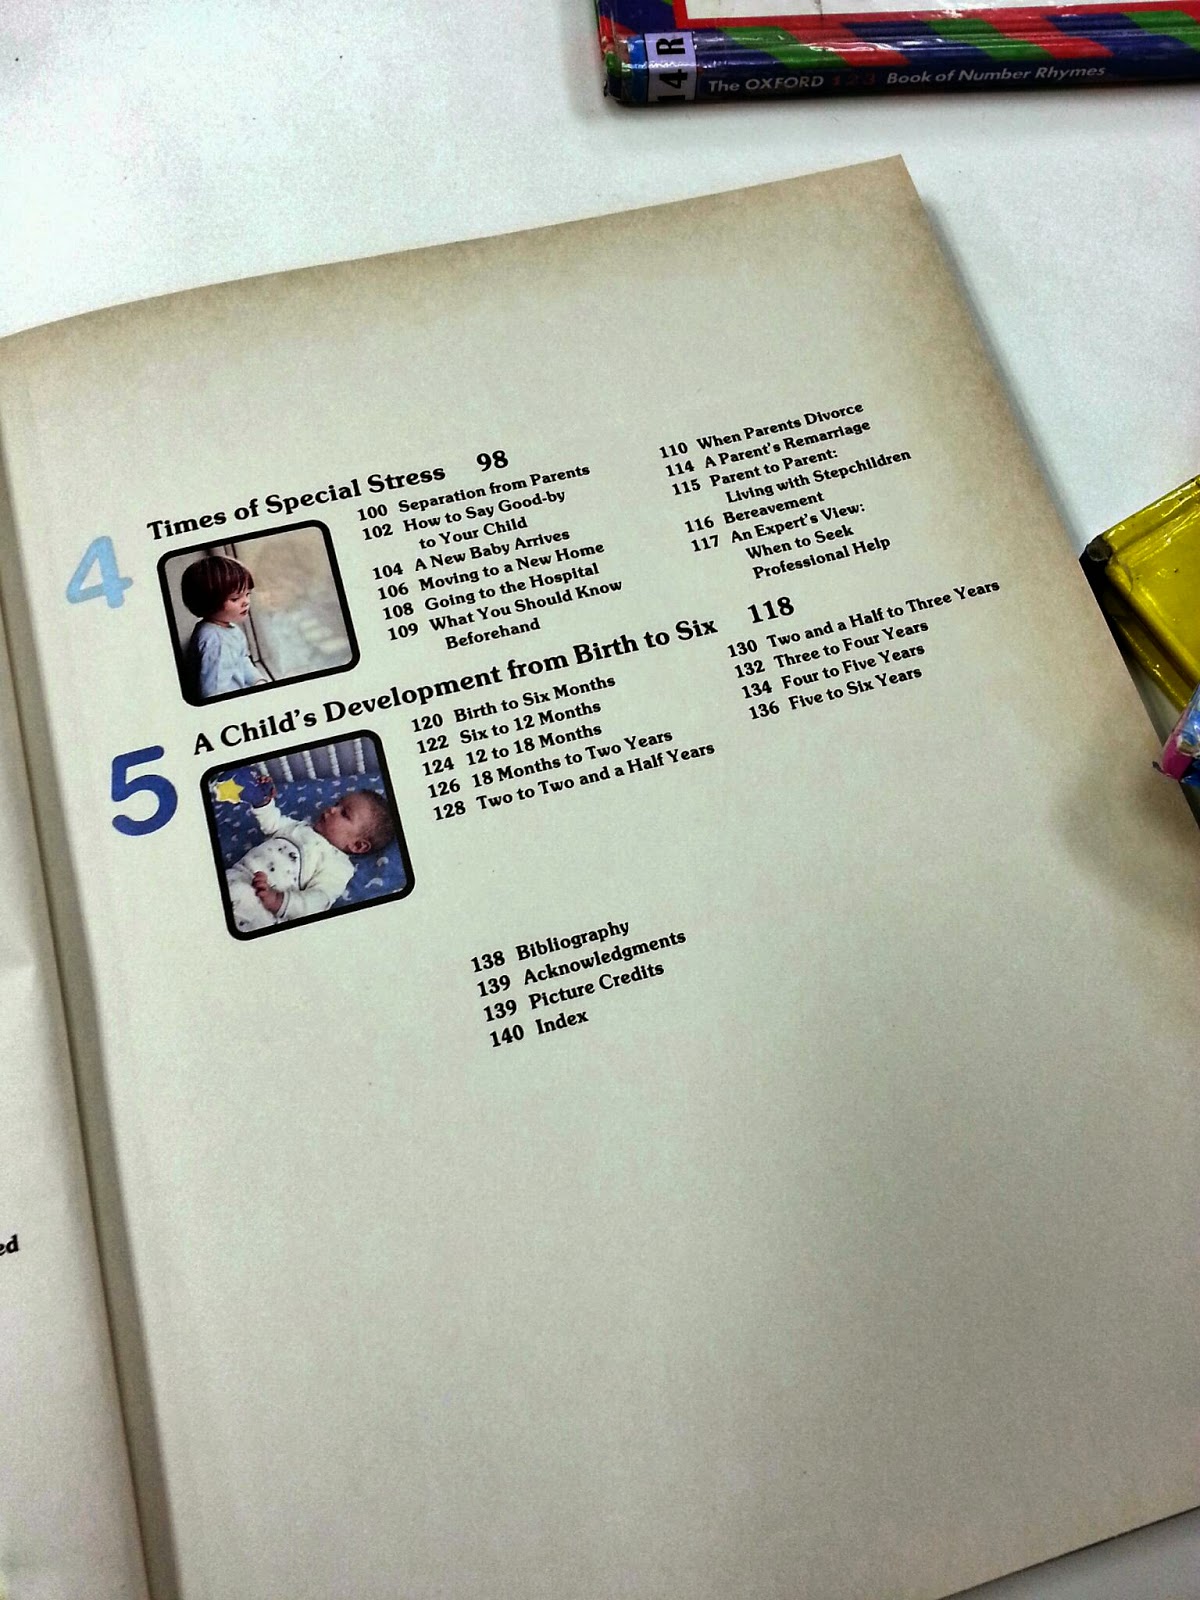 14 R
The OXFORD 123 Book of Number Rhymes
4
Times of Special Stress 98
100 Separation from Parents
102 How to Say Good-by
to Your Child
104 A New Baby Arrives
106 Moving to a New Home
108 Going to the Hospital
109 What You Should Know
Beforehand
110 When Parents Divorce
114 A Parent's Remarriage
115 Parent to Parent:
Living with Stepchildren
116 Bereavement
117 An Expert's View:
When to Seek
Professional Help
5
A Child's Development from Birth to Six 118
120 Birth to Six Months
122 Six to 12 Months
124 12 to 18 Months
126 18 Months to Two Years
128 Two to Two and a Half Years
130 Two and a Half to Three Years
132 Three to Four Years
134 Four to Five Years
136 Five to Six Years
138 Bibliography
139 Acknowledgments
139 Picture Credits
140 Index